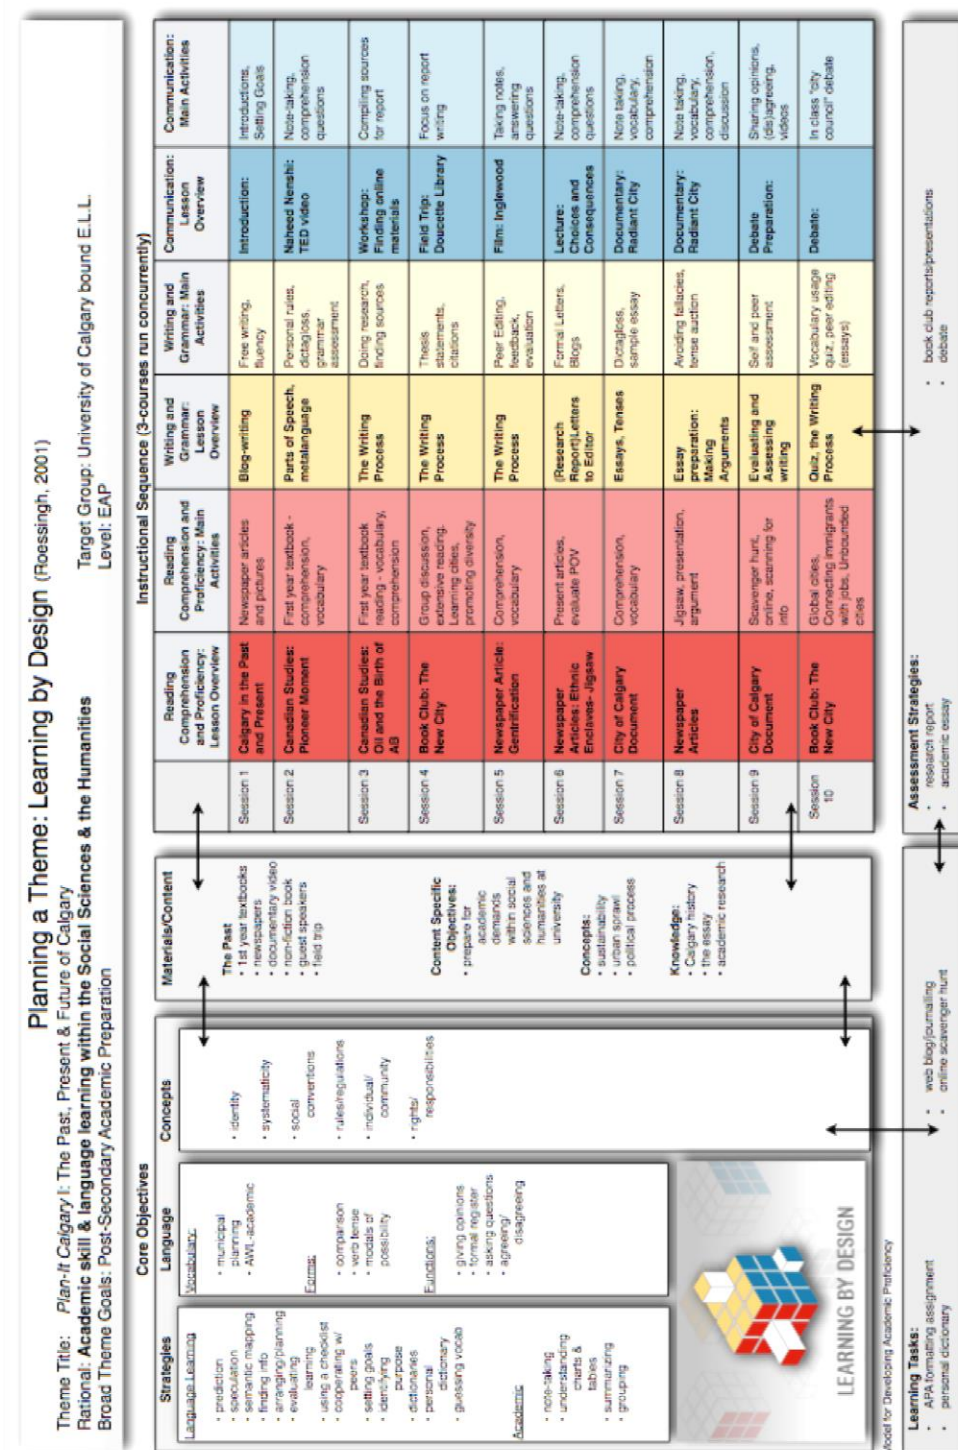 Planning a Theme: Learning by Design (Roessingh, 2001)
Theme Title: Plan-It Calgary I: The Past, Present & Future of Calgary
Rational: Academic skill & language learning within the Social Sciences & the Humanities
Broad Theme Goals: Post-Secondary Academic Preparation
Target Group: University of Calgary bound E.L.L.
Level: EAP
Core Objectives
Strategies
Language Learning
• prediction
• speculation
• semantic mapping
• finding info
• arranging/planning
• evaluating
learning
• using a checklist
• cooperating w/
peers
• setting goals
• identifying
purpose
• dictionaries
• personal
dictionary
• guessing vocab
Academic
• note-taking
• understanding
charts &
tables
• summarizing
• grouping
Language
Vocabulary:
• municipal
planning
• AWL-academic
Forms:
• comparison
• verb tense
• modals of
possibility
Functions:
• giving opinions
• formal register
• asking questions
• agreeing/
disagreeing
Concepts
• identity
• systematicity
• social
conventions
• rules/regulations
• individual/
community
• rights/
responsibilities
LEARNING BY DESIGN
Model for Developing Academic Proficiency
Materials/Content
The Past
• 1st year textbooks
• newspapers
• documentary video
• non-fiction book
• guest speakers
• field trip
Content Specific
Objectives:
• prepare for
academic
demands
within social
sciences and
humanities at
university
Concepts:
• sustainability
• urban sprawl
• political process
Knowledge:
• Calgary history
• the essay
• academic research
Instructional Sequence (3-courses run concurrently)
Reading
Comprehension
and Proficiency:
Lesson Overview
Reading
Comprehension and
Proficiency: Main
Activities
Writing and
Grammar: Lesson
Overview
Writing and
Grammar: Main
Activities
Communication:
Lesson
Overview
Communication:
Main Activities
Session 1
Calgary in the Past
and Present
Newspaper articles
and pictures
Blog-writing
Free writing,
fluency
Introduction:
Introductions,
Setting Goals
Session 2
Canadian Studies:
Pioneer Moment
First year textbook -
comprehension,
vocabulary
Parts of Speech,
metalanguage
Personal rules,
dictagloss,
grammar
assessment
Naheed Nenshi:
TED video
Note-taking,
comprehension
questions
Session 3
Canadian Studies:
Oil and the Birth of
AB
First year textbook
reading - vocabulary,
comprehension
The Writing
Process
Doing research,
finding sources
Workshop:
Finding online
materials
Compiling sources
for report
Session 4
Book Club: The
New City
Group discussion,
extensive reading.
Learning cities,
promoting diversity
The Writing
Process
Thesis
statements,
citations
Field Trip:
Doucette Library
Focus on report
writing
Session 5
Newspaper Article:
Gentrification
Comprehension,
vocabulary
The Writing
Process
Peer Editing,
feedback,
evaluation
Film: Inglewood
Taking notes,
answering
questions
Session 6
Newspaper
Articles: Ethnic
Enclaves- Jigsaw
Present articles,
evaluate POV
(Research
Report)Letters
to Editor
Formal Letters,
Blogs
Lecture:
Choices and
Consequences
Note-taking,
comprehension
questions
Session 7
City of Calgary
Document
Comprehension,
vocabulary
Essays, Tenses
Dictagloss,
sample essay
Documentary:
Radiant City
Note taking,
vocabulary,
comprehension
Session 8
Newspaper
Articles
Jigsaw, presentation,
argument
Essay
preparation:
Making
Arguments
Avoiding fallacies,
tense auction
Documentary:
Radiant City
Note taking,
vocabulary,
comprehension,
discussion
Session 9
City of Calgary
Document
Scavenger hunt,
online, scanning for
info
Evaluating and
Assessing
writing
Self and peer
assessment
Debate
Preparation:
Sharing opinions,
(dis)agreeing,
videos
Session
10
Book Club: The
New City
Global cities,
Connecting immigrants
with jobs, Unbounded
cities
Quiz, the Writing
Process
Vocabulary usage
quiz, peer editing
(essays)
Debate:
In class "city
council" debate
Learning Tasks:
• APA formatting assignment
• personal dictionary
• web blog/journalling
• online scavenger hunt
Assessment Strategies:
• research report
• academic essay
• book club reports/presentations
• debate